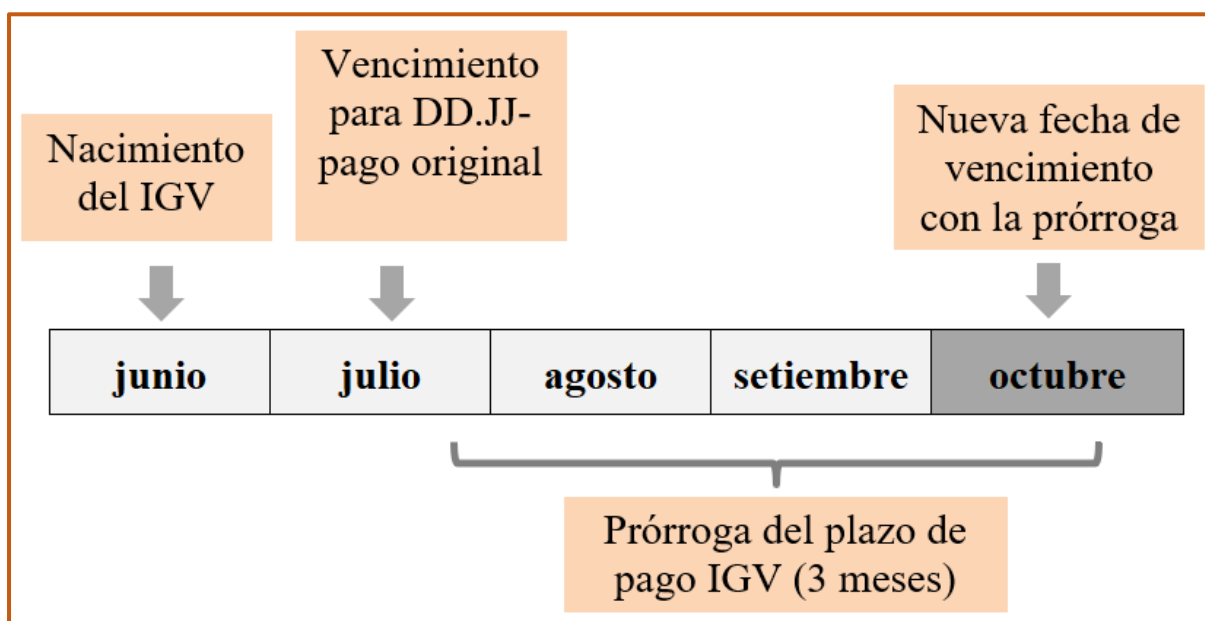 Nacimiento
del IGV
Vencimiento
para DD.JJ-
pago original
Nueva fecha de
vencimiento
con la prórroga
junio
julio
agosto
setiembre
octubre
Prórroga del plazo de
pago IGV (3 meses)